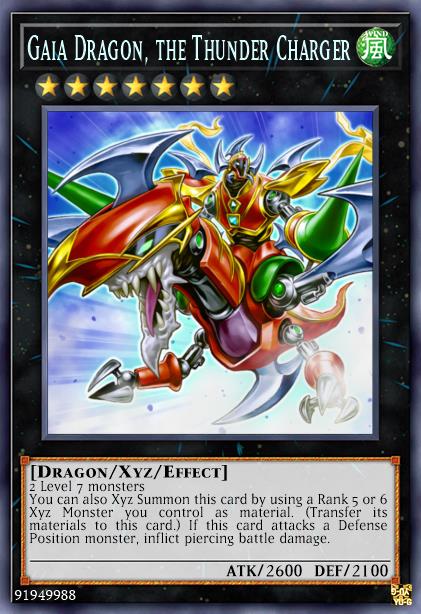 GAIA DRAGON, THE THUNDER CHARGER
WIND
風
[DRAGON/XYZ/EFFECT]
2 Level 7 monsters
You can also Xyz Summon this card by using a Rank 5 or 6
Xyz Monster you control as material. (Transfer its
materials to this card.) If this card attacks a Defense
Position monster, inflict piercing battle damage.
ATK/2600 DEF/2100
91949988